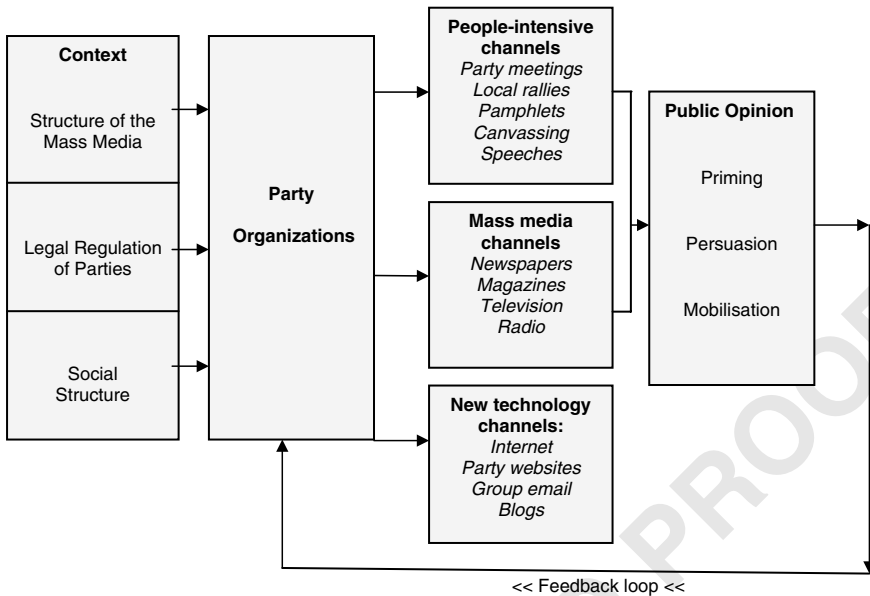 Context
Structure of the
Mass Media
Legal Regulation
of Parties
Social
Structure
Party
Organizations
People-intensive
channels
Party meetings
Local rallies
Pamphlets
Canvassing
Speeches
Mass media
channels
Newspapers
Magazines
Television
Radio
New technology
channels:
Internet
Party websites
Group email
Blogs
Public Opinion
Priming
Persuasion
Mobilisation
<< Feedback loop <<